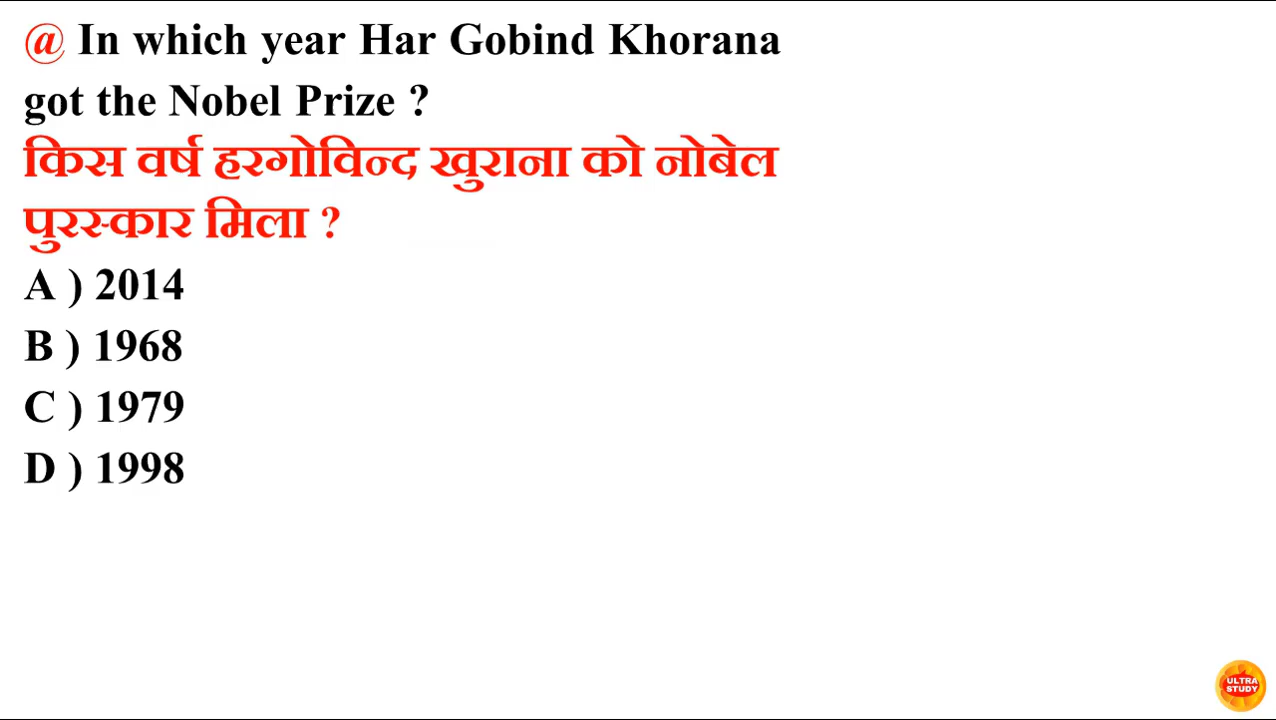 @ In which year Har Gobind Khorana
got the Nobel Prize ?
किस वर्ष हरगोविन्द खुराना को नोबेल
पुरस्कार मिला ?
A ) 2014
B ) 1968
C ) 1979
D ) 1998
ULTRA
STUDY